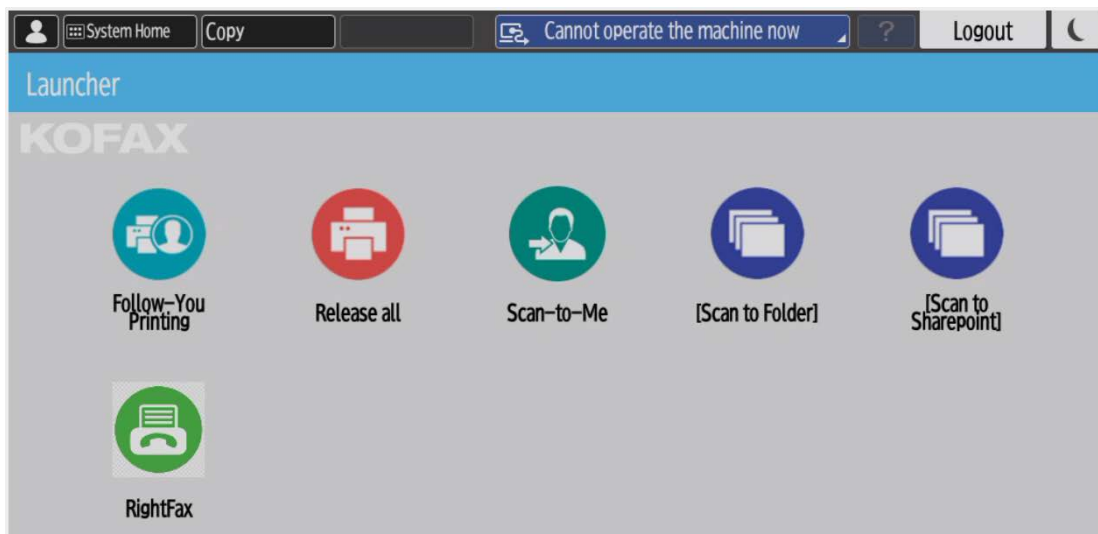 System Home
Copy
Cannot operate the machine now
?
Logout
Launcher
KOFAX
Follow-You
Printing
Release all
Scan-to-Me
[Scan to Folder]
[Scan to
Sharepoint]
RightFax